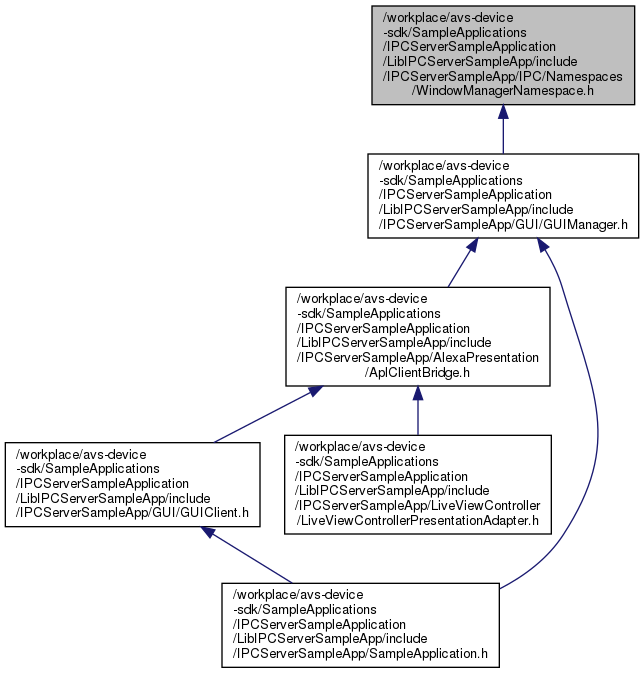 /workplace/avs-device
-sdk/SampleApplications
/IPCServerSampleApplication
/LibIPCServerSampleApp/include
/IPCServerSampleApp/IPC/Namespaces
/WindowManagerNamespace.h
/workplace/avs-device
-sdk/SampleApplications
/IPCServerSampleApplication
/LibIPCServerSampleApp/include
/IPCServerSampleApp/GUI/GUIManager.h
/workplace/avs-device
-sdk/SampleApplications
/IPCServerSampleApplication
/LibIPCServerSampleApp/include
/IPCServerSampleApp/AlexaPresentation
/AplClientBridge.h
/workplace/avs-device
-sdk/SampleApplications
/IPCServerSampleApplication
/LibIPCServerSampleApp/include
/IPCServerSampleApp/GUI/GUIClient.h
/workplace/avs-device
-sdk/SampleApplications
/IPCServerSampleApplication
/LibIPCServerSampleApp/include
/IPCServerSampleApp/LiveViewController
/LiveViewControllerPresentationAdapter.h
/workplace/avs-device
-sdk/SampleApplications
/IPCServerSampleApplication
/LibIPCServerSampleApp/include
/IPCServerSampleApp/SampleApplication.h